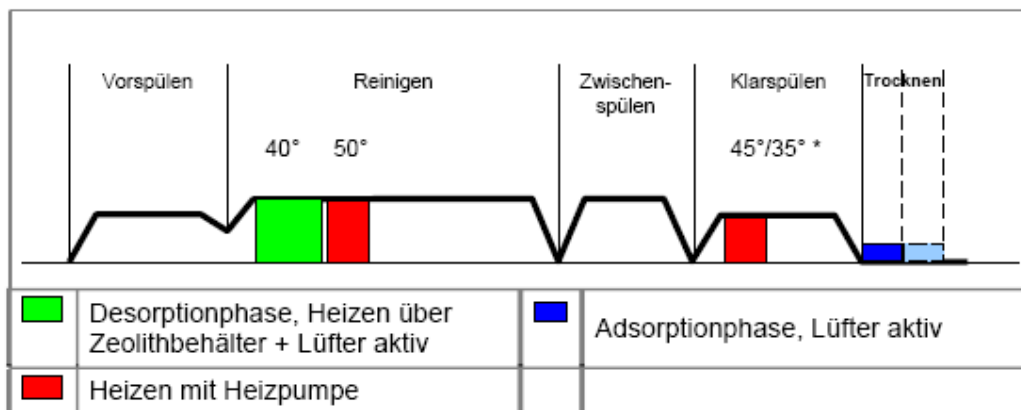 Vorspülen
Reinigen
Zwischen-
spülen
Klarspülen
Trocknen
40°
50°
45°/35° *
Desorptionphase, Heizen über
Zeolithbehälter + Lüfter aktiv
Adsorptionphase, Lüfter aktiv
Heizen mit Heizpumpe